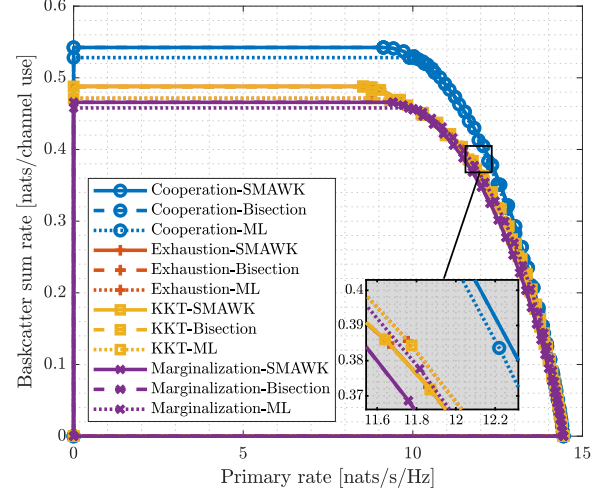 0.6
0.5
0.4
0.3
0.2
0.1
0
Baskcatter sum rate [nats/channel use]
Cooperation-SMAWK
Cooperation-Bisection
Cooperation-ML
Exhaustion-SMAWK
Exhaustion-Bisection
Exhaustion-ML
KKT-SMAWK
KKT-Bisection
KKT-ML
Marginalization-SMAWK
Marginalization-Bisection
Marginalization-ML
0.4
0.39
0.38
0.37
11.6 11.8 12 12.2
0 5 10 15
Primary rate [nats/s/Hz]